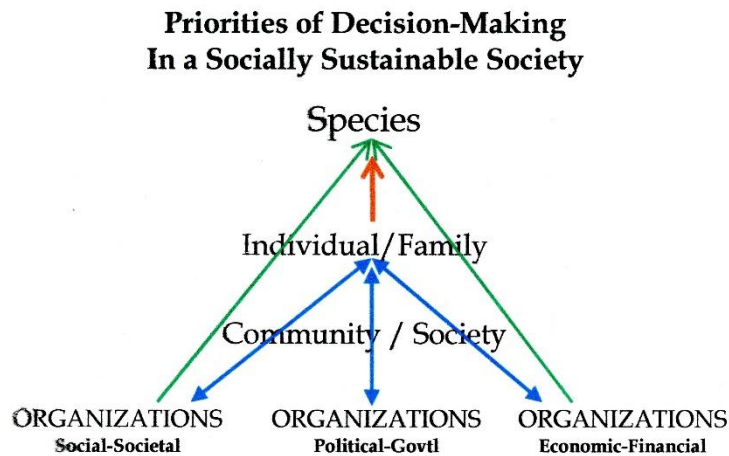 Priorities of Decision-Making
In a Socially Sustainable Society
Species
Individual/Family
Community / Society
ORGANIZATIONS ORGANIZATIONS ORGANIZATIONS
Social-Societal Political-Govtl Economic-Financial